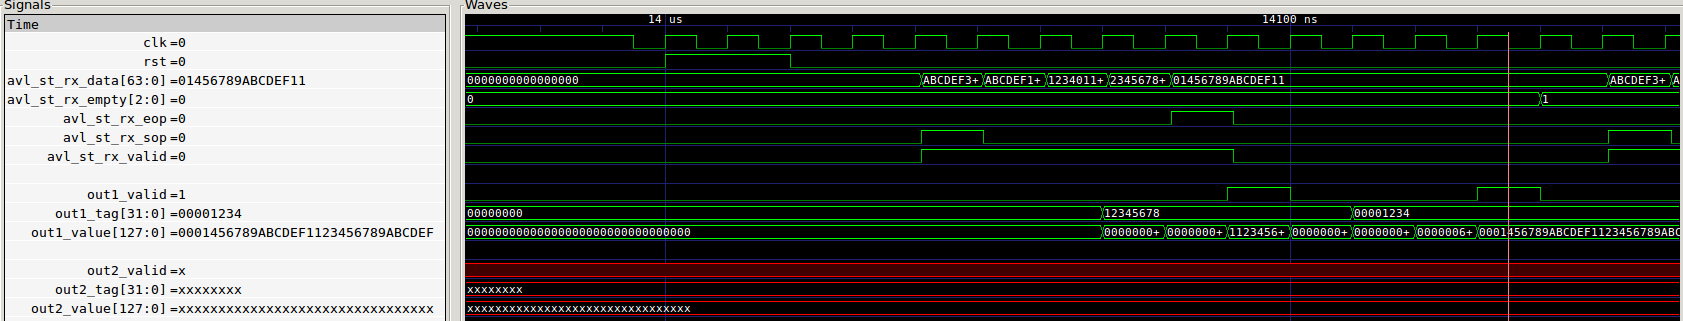 Signals
Waves
Time
14 us
14100 ns
clk=0
rst=0
avl_st_rx_data[63:0]=01456789ABCDEF11
0000000000000000
ABCDEF3+
ABCDEF1+
1234011+
2345678+
01456789ABCDEF11
ABCDEF3+
A
avl_st_rx_empty[2:0]=0
0
1
avl_st_rx_eop=0
avl_st_rx_sop=0
avl_st_rx_valid=0
out1_valid=1
out1_tag[31:0]=00001234
00000000
12345678
00001234
out1_value[127:0]=0001456789ABCDEF1123456789ABCDEF
00000000000000000000000000000000
0000000+
0000000+
1123456+
0000000+
0000000+
0000006+
0001456789ABCDEF1123456789ABC
out2_valid=x
out2_tag[31:0]=xxxxxxxx
xxxxxxxx
out2_value[127:0]=xxxxxxxxxxxxxxxxxxxxxxxxxxxxxxxx
xxxxxxxxxxxxxxxxxxxxxxxxxxxxxxxx